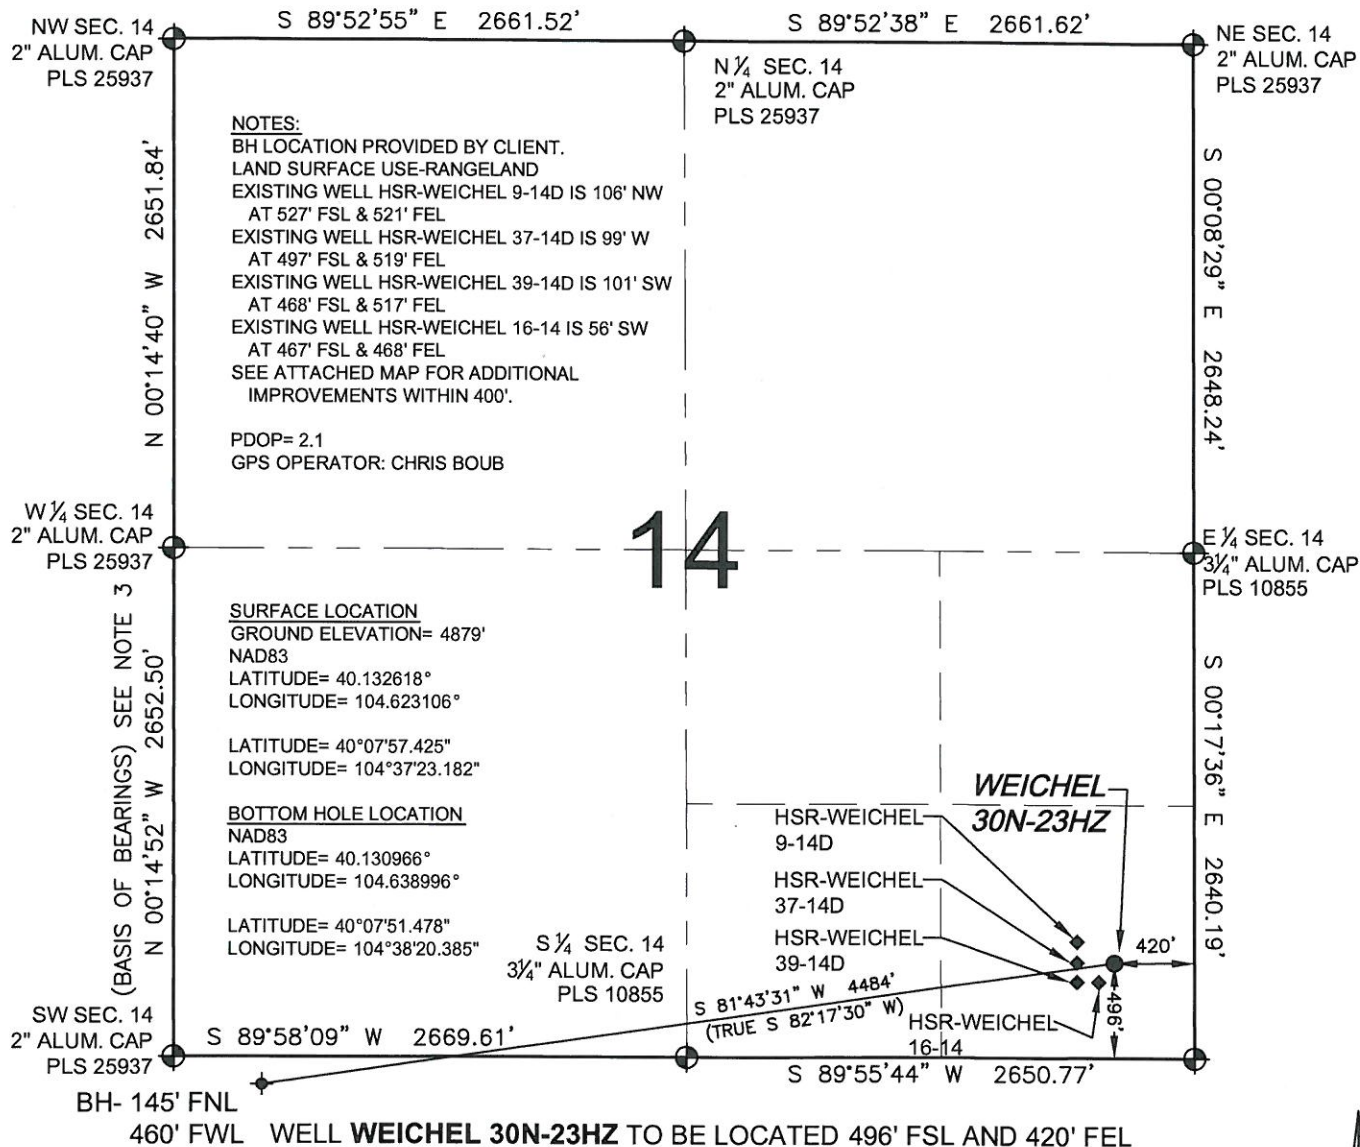 S 89°52'55" E 2661.52'
S 89°52'38" E 2661.62'
NW SEC. 14
2" ALUM. CAP
PLS 25937
N ¼ SEC. 14
2" ALUM. CAP
PLS 25937
NE SEC. 14
2" ALUM. CAP
PLS 25937
NOTES:
BH LOCATION PROVIDED BY CLIENT.
LAND SURFACE USE-RANGELAND
EXISTING WELL HSR-WEICHEL 9-14D IS 106' NW
AT 527' FSL & 521' FEL
EXISTING WELL HSR-WEICHEL 37-14D IS 99' W
AT 497' FSL & 519' FEL
EXISTING WELL HSR-WEICHEL 39-14D IS 101' SW
AT 468' FSL & 517' FEL
EXISTING WELL HSR-WEICHEL 16-14 IS 56' SW
AT 467' FSL & 468' FEL
SEE ATTACHED MAP FOR ADDITIONAL
IMPROVEMENTS WITHIN 400'.
PDOP= 2.1
GPS OPERATOR: CHRIS BOUB
N 00°14'40" W 2651.84'
S 00°08'29" E 2648.24'
W ¼ SEC. 14
2" ALUM. CAP
PLS 25937
14
E ¼ SEC. 14
3¼" ALUM. CAP
PLS 10855
(BASIS OF BEARINGS) SEE NOTE 3
N 00°14'52" W 2652.50'
SURFACE LOCATION
GROUND ELEVATION= 4879'
NAD83
LATITUDE= 40.132618°
LONGITUDE= 104.623106°
LATITUDE= 40°07'57.425"
LONGITUDE= 104°37'23.182"
BOTTOM HOLE LOCATION
NAD83
LATITUDE= 40.130966°
LONGITUDE= 104.638996°
LATITUDE= 40°07'51.478"
LONGITUDE= 104°38'20.385"
S 00°17'36" E 2640.19'
WEICHEL
30N-23HZ
HSR-WEICHEL
9-14D
HSR-WEICHEL
37-14D
HSR-WEICHEL
39-14D
420'
496'
S ¼ SEC. 14
3¼" ALUM. CAP
PLS 10855
S 81°43'31" W 4484'
(TRUE S 82°17'30" W)
HSR-WEICHEL
16-14
SW SEC. 14
2" ALUM. CAP
PLS 25937
S 89°58'09" W 2669.61'
S 89°55'44" W 2650.77'
BH- 145' FNL
460' FWL WELL WEICHEL 30N-23HZ TO BE LOCATED 496' FSL AND 420' FEL